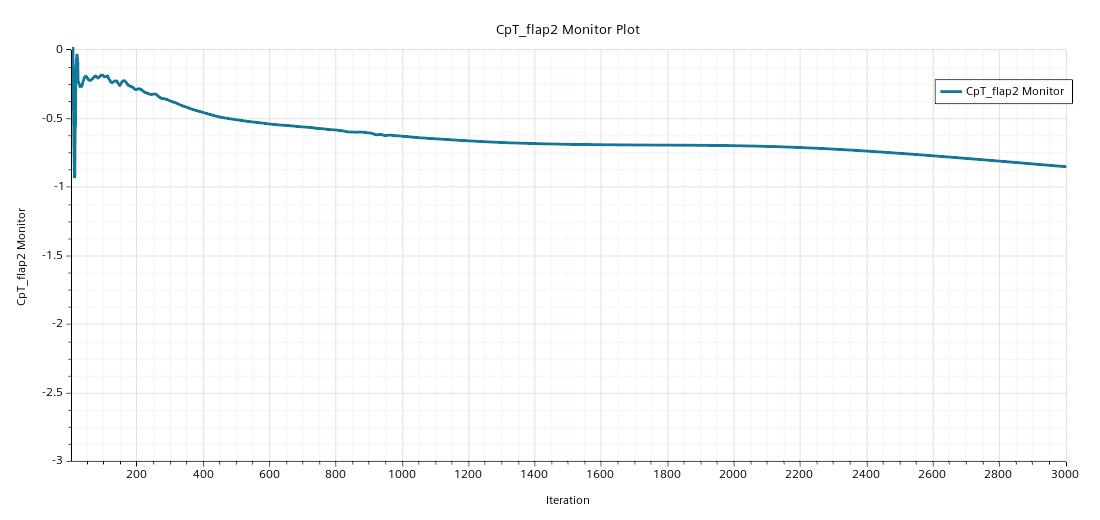 CpT_flap2 Monitor Plot
CpT_flap2 Monitor
0
-0.5
-1
-1.5
-2
-2.5
-3
CpT_flap2 Monitor
200 400 600 800 1000 1200 1400 1600 1800 2000 2200 2400 2600 2800 3000
Iteration